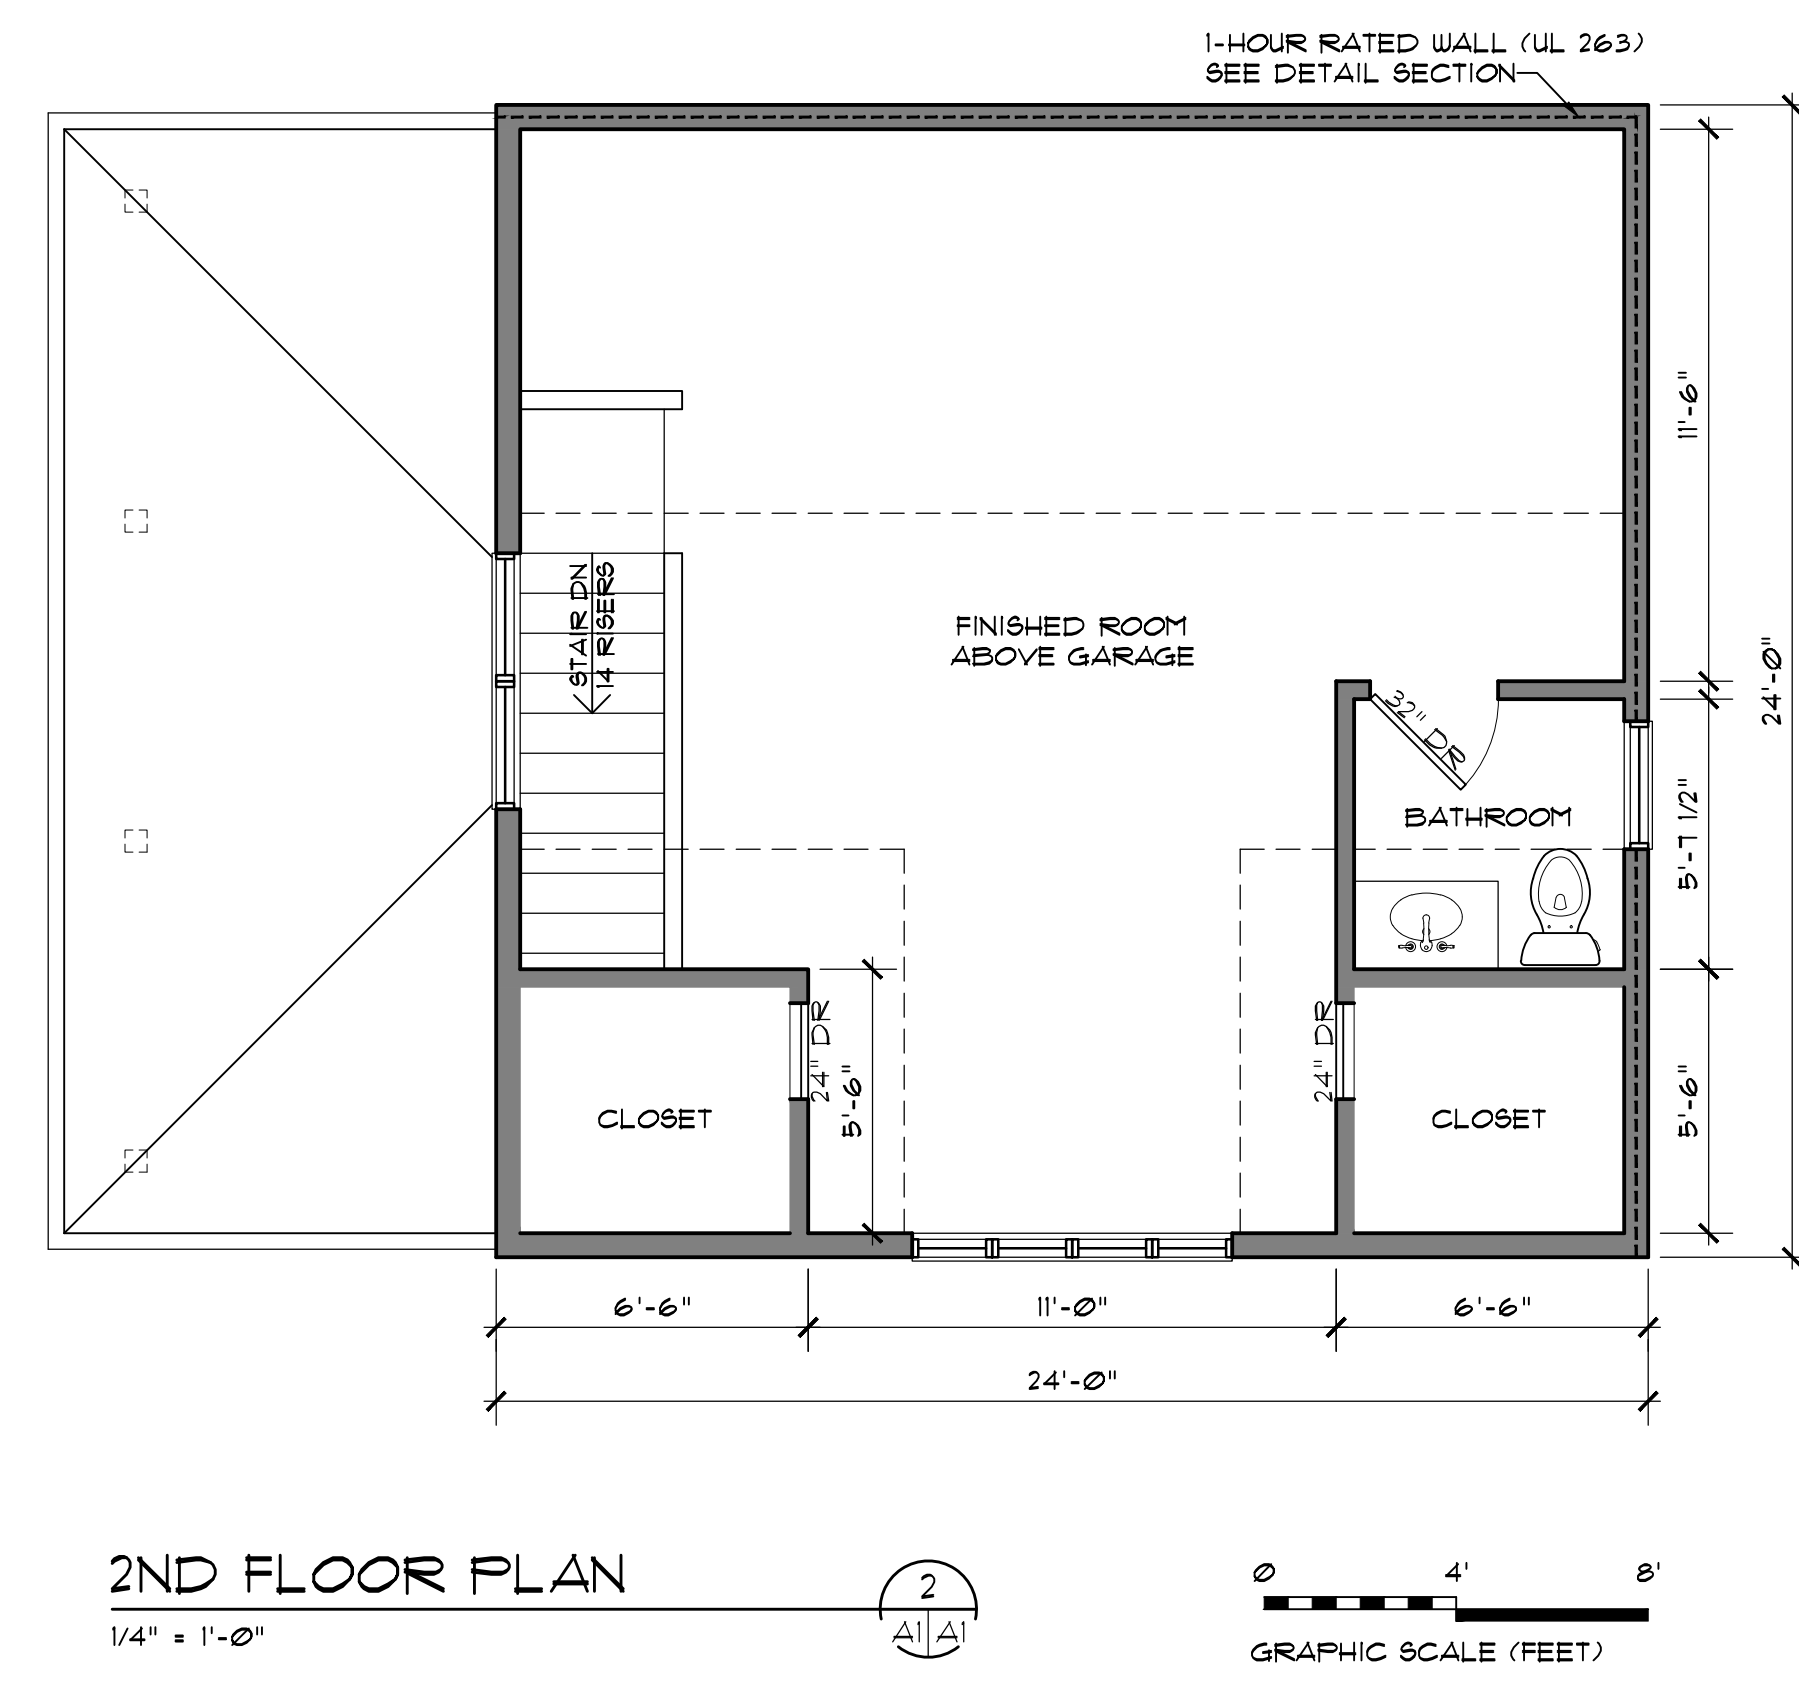 1-HOUR RATED WALL (UL 263)
SEE DETAIL SECTION
11'-6"
24'-0"
STAIR DN
14 RISERS
FINISHED ROOM
ABOVE GARAGE
32" DR
BATHROOM
5'-7 1/2"
24" DR
5'-6"
24" DR
5'-6"
CLOSET
CLOSET
6'-6"
11'-0"
6'-6"
24'-0"
2ND FLOOR PLAN
1/4" = 1'-0"
2
A1 A1
0 4' 8'
GRAPHIC SCALE (FEET)